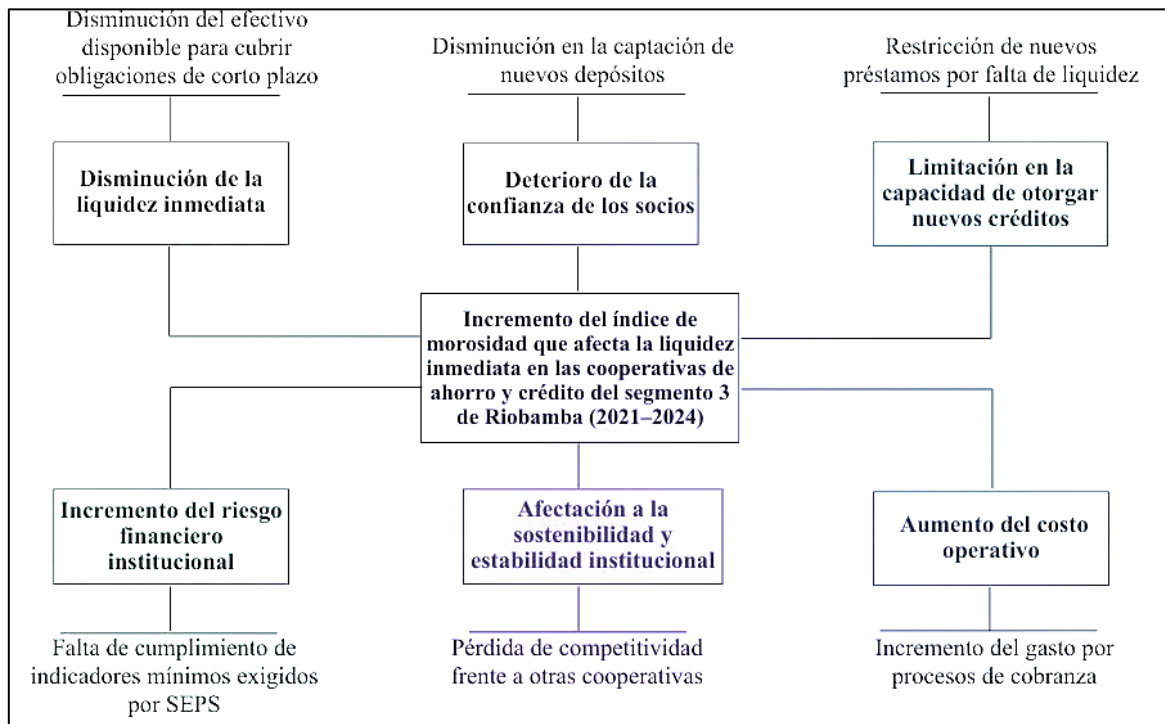 Disminución del efectivo
disponible para cubrir
obligaciones de corto plazo
Disminución en la captación de
nuevos depósitos
Restricción de nuevos
préstamos por falta de liquidez
Disminución de la
liquidez inmediata
Deterioro de la
confianza de los socios
Limitación en la
capacidad de otorgar
nuevos créditos
Incremento del índice de
morosidad que afecta la liquidez
inmediata en las cooperativas de
ahorro y crédito del segmento 3
de Riobamba (2021–2024)
Incremento del riesgo
financiero
institucional
Afectación a la
sostenibilidad y
estabilidad institucional
Aumento del costo
operativo
Falta de cumplimiento de
indicadores mínimos exigidos
por SEPS
Pérdida de competitividad
frente a otras cooperativas
Incremento del gasto por
procesos de cobranza